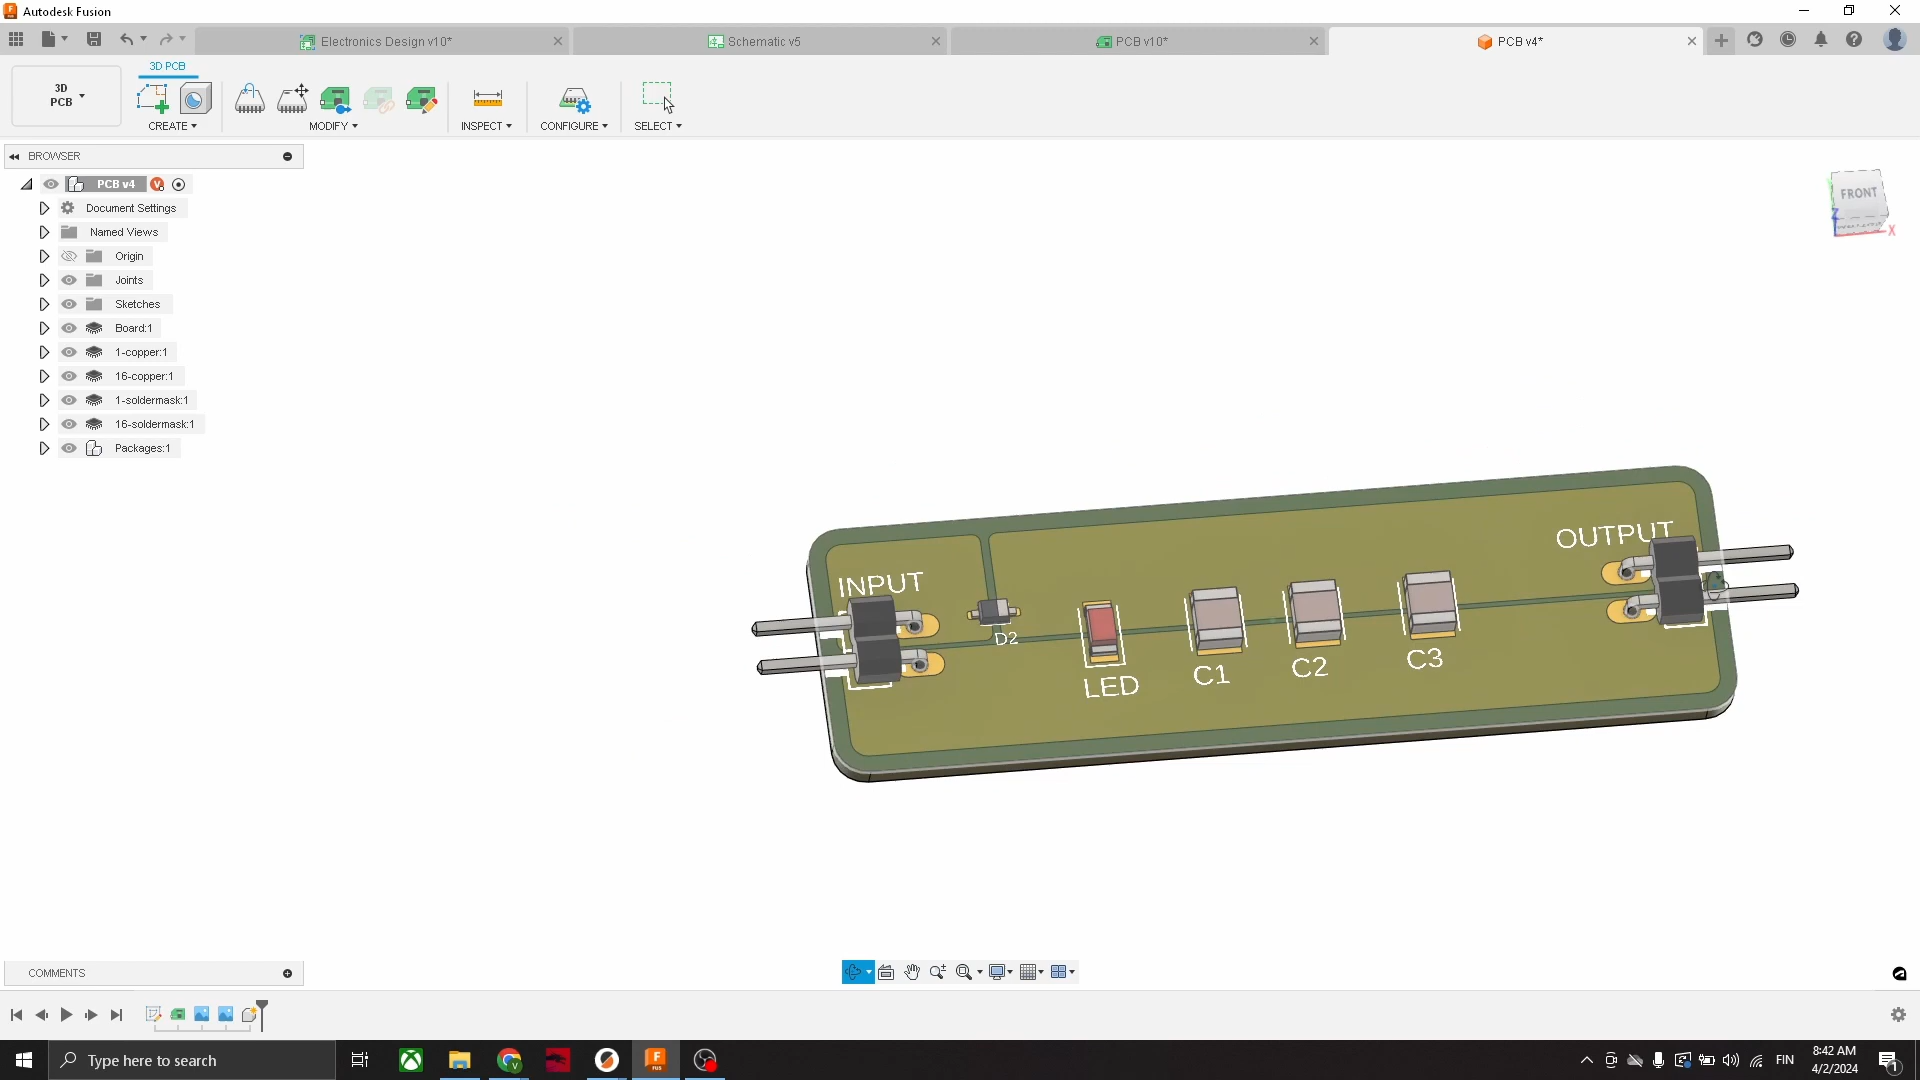 Autodesk Fusion
Electronics Design v10*
Schematic v5
PCB v10*
PCB v4*
3D PCB
3D
PCB
CREATE
MODIFY
INSPECT
CONFIGURE
SELECT
BROWSER
PCB v4
Document Settings
Named Views
Origin
Joints
Sketches
Board:1
1-copper:1
16-copper:1
1-soldermask:1
16-soldermask:1
Packages:1
FRONT
Z
X
INPUT
OUTPUT
D2
LED
C1
C2
C3
COMMENTS
Type here to search
FIN
8:42 AM
4/2/2024
1